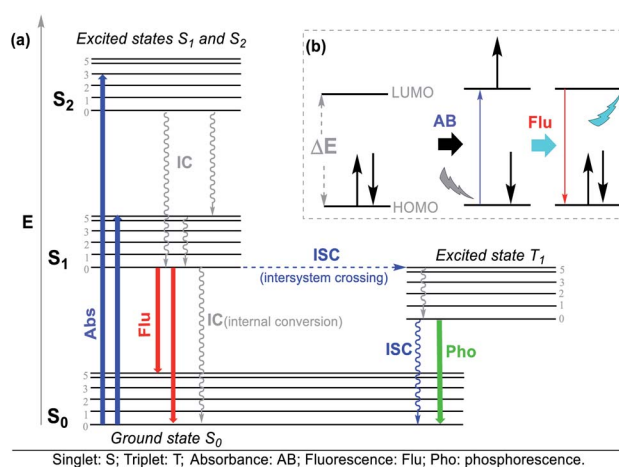 (a)
Excited states S1 and S2
5
3
2
1
0
S2
IC
E
5
3
2
1
0
S1
ISC
(intersystem crossing)
Excited state T1
5
3
2
1
0
Abs
Flu
IC(internal conversion)
ISC
Pho
5
3
2
1
0
S0
Ground state S0
(b)
LUMO
ΔE
HOMO
AB
Flu
Singlet: S; Triplet: T; Absorbance: AB; Fluorescence: Flu; Pho: phosphorescence.